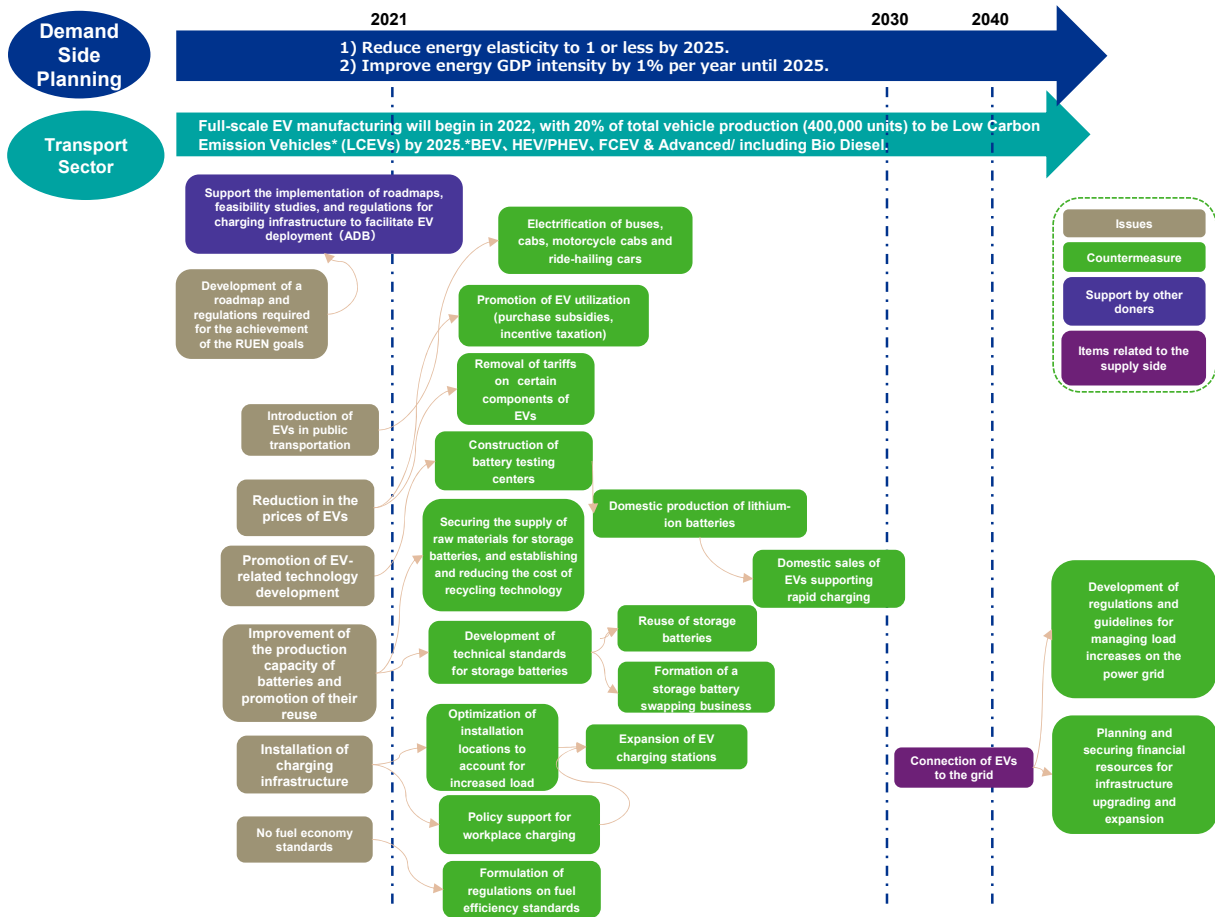 2021
2030
2040
Demand
Side
Planning
1) Reduce energy elasticity to 1 or less by 2025.
2) Improve energy GDP intensity by 1% per year until 2025.
Transport
Sector
Full-scale EV manufacturing will begin in 2022, with 20% of total vehicle production (400,000 units) to be Low Carbon
Emission Vehicles* (LCEVs) by 2025.*BEV、HEV/PHEV、FCEV & Advanced/ including Bio Diesel
Support the implementation of roadmaps,
feasibility studies, and regulations for
charging infrastructure to facilitate EV
deployment（ADB）
Development of a
roadmap and
regulations required
for the achievement
of the RUEN goals
Introduction of
EVs in public
transportation
Reduction in the
prices of EVs
Promotion of EV-
related technology
development
Improvement of
the production
capacity of
batteries and
promotion of their
reuse
Installation of
charging
infrastructure
No fuel economy
standards
Electrification of buses,
cabs, motorcycle cabs and
ride-hailing cars
Promotion of EV utilization
(purchase subsidies,
incentive taxation)
Removal of tariffs
on certain
components of
EVs
Construction of
battery testing
centers
Securing the supply of
raw materials for storage
batteries, and establishing
and reducing the cost of
recycling technology
Development of
technical standards
for storage batteries
Optimization of
installation
locations to
account for
increased load
Policy support for
workplace charging
Formulation of
regulations on fuel
efficiency standards
Domestic production of lithium-
ion batteries
Domestic sales of
EVs supporting
rapid charging
Reuse of storage
batteries
Formation of a
storage battery
swapping business
Expansion of EV
charging stations
Connection of EVs
to the grid
Issues
Countermeasure
Support by other
doners
Items related to the
supply side
Development of
regulations and
guidelines for
managing load
increases on the
power grid
Planning and
securing financial
resources for
infrastructure
upgrading and
expansion